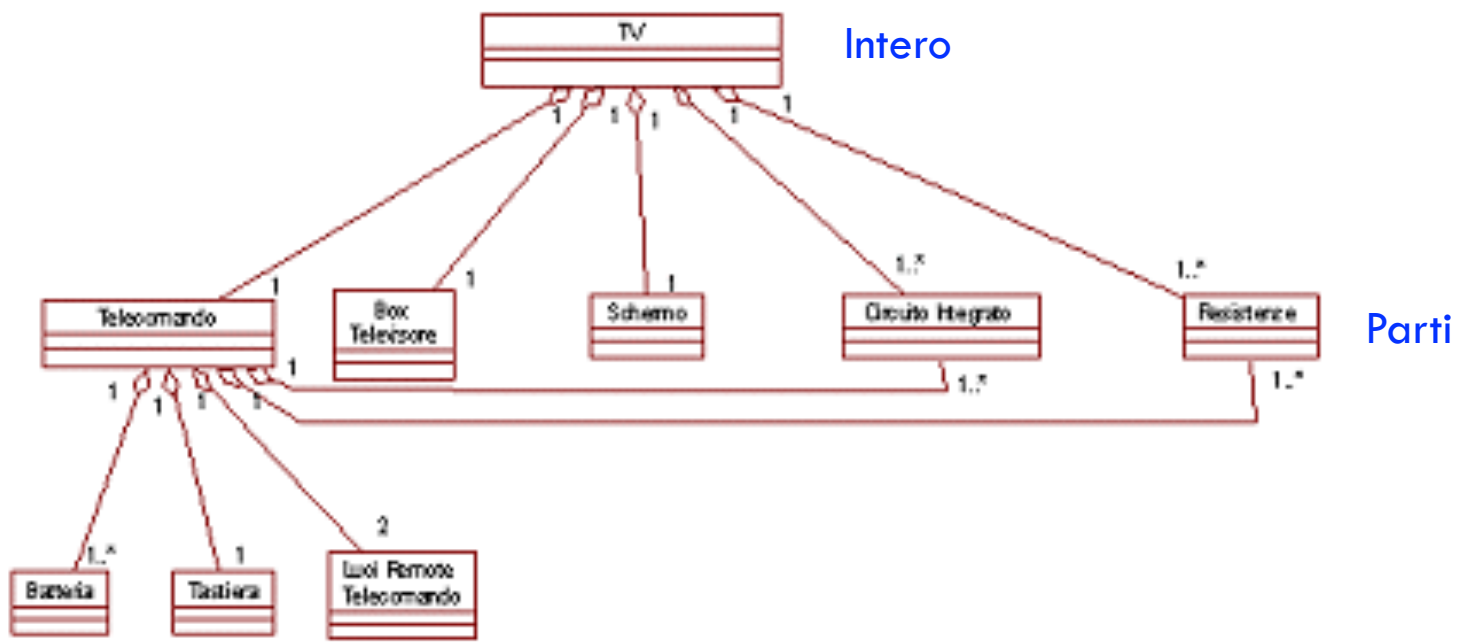 TV
Intero
1 1 1 1 1
1 1 1 1..* 1..*
Telecomando
Box
Televisore
Schermo
Circuito Integrato
Resistenze
Parti
1 1 1 1 1
1..* 1..*
1..* 1 2
Batteria
Tastiera
Luci Remote
Telecomando